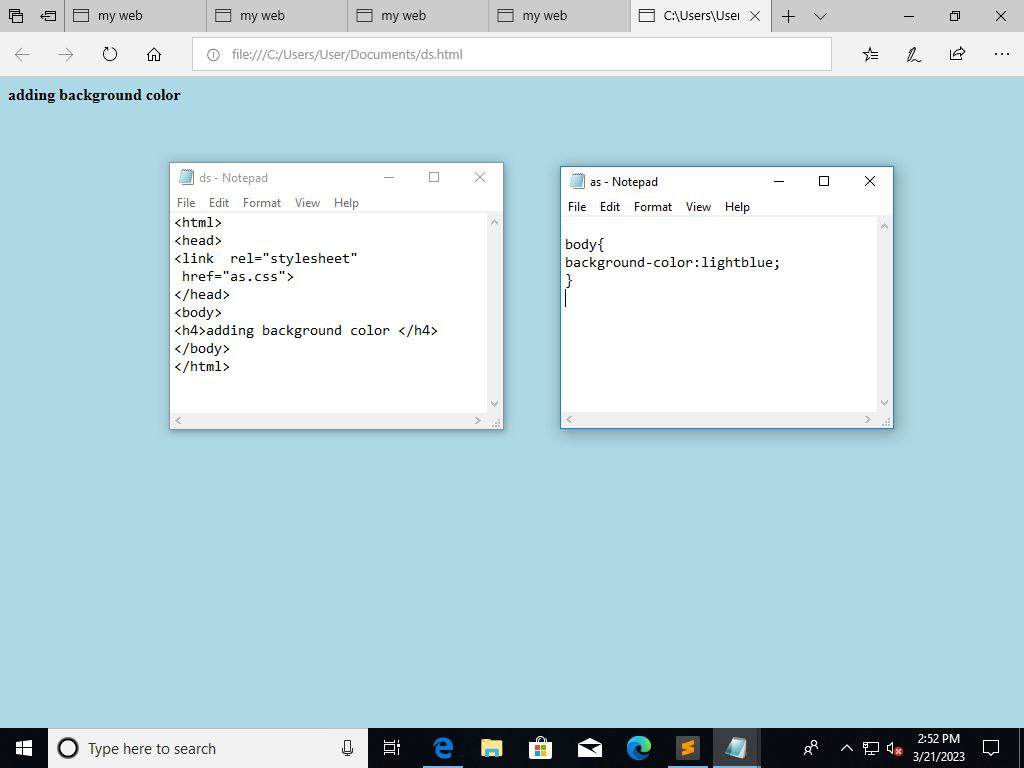 my web
my web
my web
my web
C:\Users\User
file:///C:/Users/User/Documents/ds.html
adding background color
ds - Notepad
File Edit Format View Help
<html>
<head>
<link  rel="stylesheet"
 href="as.css">
</head>
<body>
<h4>adding background color </h4>
</body>
</html>
as - Notepad
File Edit Format View Help
body{
background-color:lightblue;
}
Type here to search
2:52 PM
3/21/2023